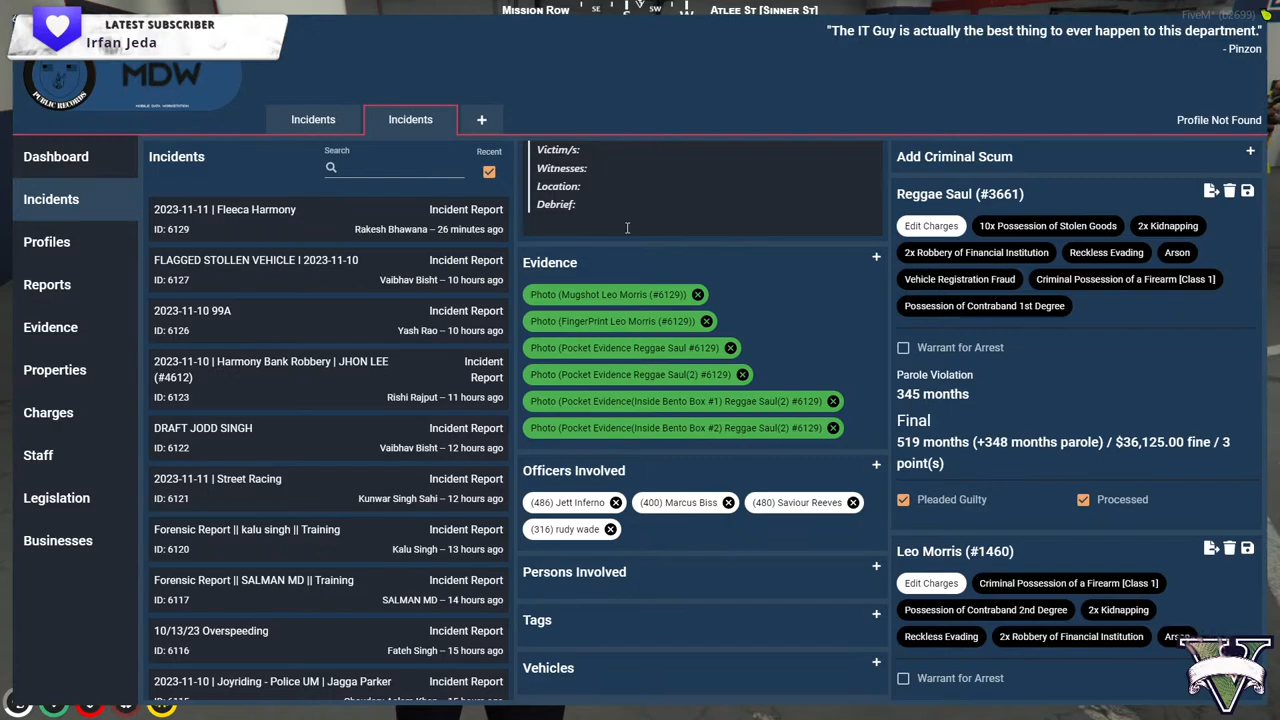 Mission Row
SE
S
SW
W
Atlee St [Sinner St]
FiveM* (b2699)
LATEST SUBSCRIBER
Irfan Jeda
"The IT Guy is actually the best thing to ever happen to this department."
- Pinzon
PUBLIC RECORDS
MDW
MOBILE DATA WORKSTATION
Incidents
Incidents
+
Profile Not Found
Dashboard
Incidents
Profiles
Reports
Evidence
Properties
Charges
Staff
Legislation
Businesses
Incidents
Search
Recent
2023-11-11 | Fleeca Harmony
Incident Report
ID: 6129
Rakesh Bhawana – 26 minutes ago
FLAGGED STOLLEN VEHICLE I 2023-11-10
Incident Report
ID: 6127
Vaibhav Bisht – 10 hours ago
2023-11-10 99A
Incident Report
ID: 6126
Yash Rao – 10 hours ago
2023-11-10 | Harmony Bank Robbery | JHON LEE
(#4612)
Incident
Report
ID: 6123
Rishi Rajput – 11 hours ago
DRAFT JODD SINGH
Incident Report
ID: 6122
Vaibhav Bisht – 12 hours ago
2023-11-11 | Street Racing
Incident Report
ID: 6121
Kunwar Singh Sahi – 12 hours ago
Forensic Report || kalu singh || Training
Incident Report
ID: 6120
Kalu Singh – 13 hours ago
Forensic Report || SALMAN MD || Training
Incident Report
ID: 6117
SALMAN MD – 14 hours ago
10/13/23 Overspeeding
Incident Report
ID: 6116
Fateh Singh – 15 hours ago
2023-11-10 | Joyriding - Police UM | Jagga Parker
Incident Report
Victim/s:
Witnesses:
Location:
Debrief:
Evidence
+
Photo (Mugshot Leo Morris (#6129))
Photo (FingerPrint Leo Morris (#6129))
Photo (Pocket Evidence Reggae Saul #6129)
Photo (Pocket Evidence Reggae Saul(2) #6129)
Photo (Pocket Evidence(Inside Bento Box #1) Reggae Saul(2) #6129)
Photo (Pocket Evidence(Inside Bento Box #2) Reggae Saul(2) #6129)
Officers Involved
+
(486) Jett Inferno
(400) Marcus Biss
(480) Saviour Reeves
(316) rudy wade
Persons Involved
+
Tags
+
Vehicles
+
Add Criminal Scum
+
Reggae Saul (#3661)
Edit Charges
10x Possession of Stolen Goods
2x Kidnapping
2x Robbery of Financial Institution
Reckless Evading
Arson
Vehicle Registration Fraud
Criminal Possession of a Firearm [Class 1]
Possession of Contraband 1st Degree
Warrant for Arrest
Parole Violation
345 months
Final
519 months (+348 months parole) / $36,125.00 fine / 3
point(s)
Pleaded Guilty
Processed
Leo Morris (#1460)
Edit Charges
Criminal Possession of a Firearm [Class 1]
Possession of Contraband 2nd Degree
2x Kidnapping
Reckless Evading
2x Robbery of Financial Institution
Warrant for Arrest